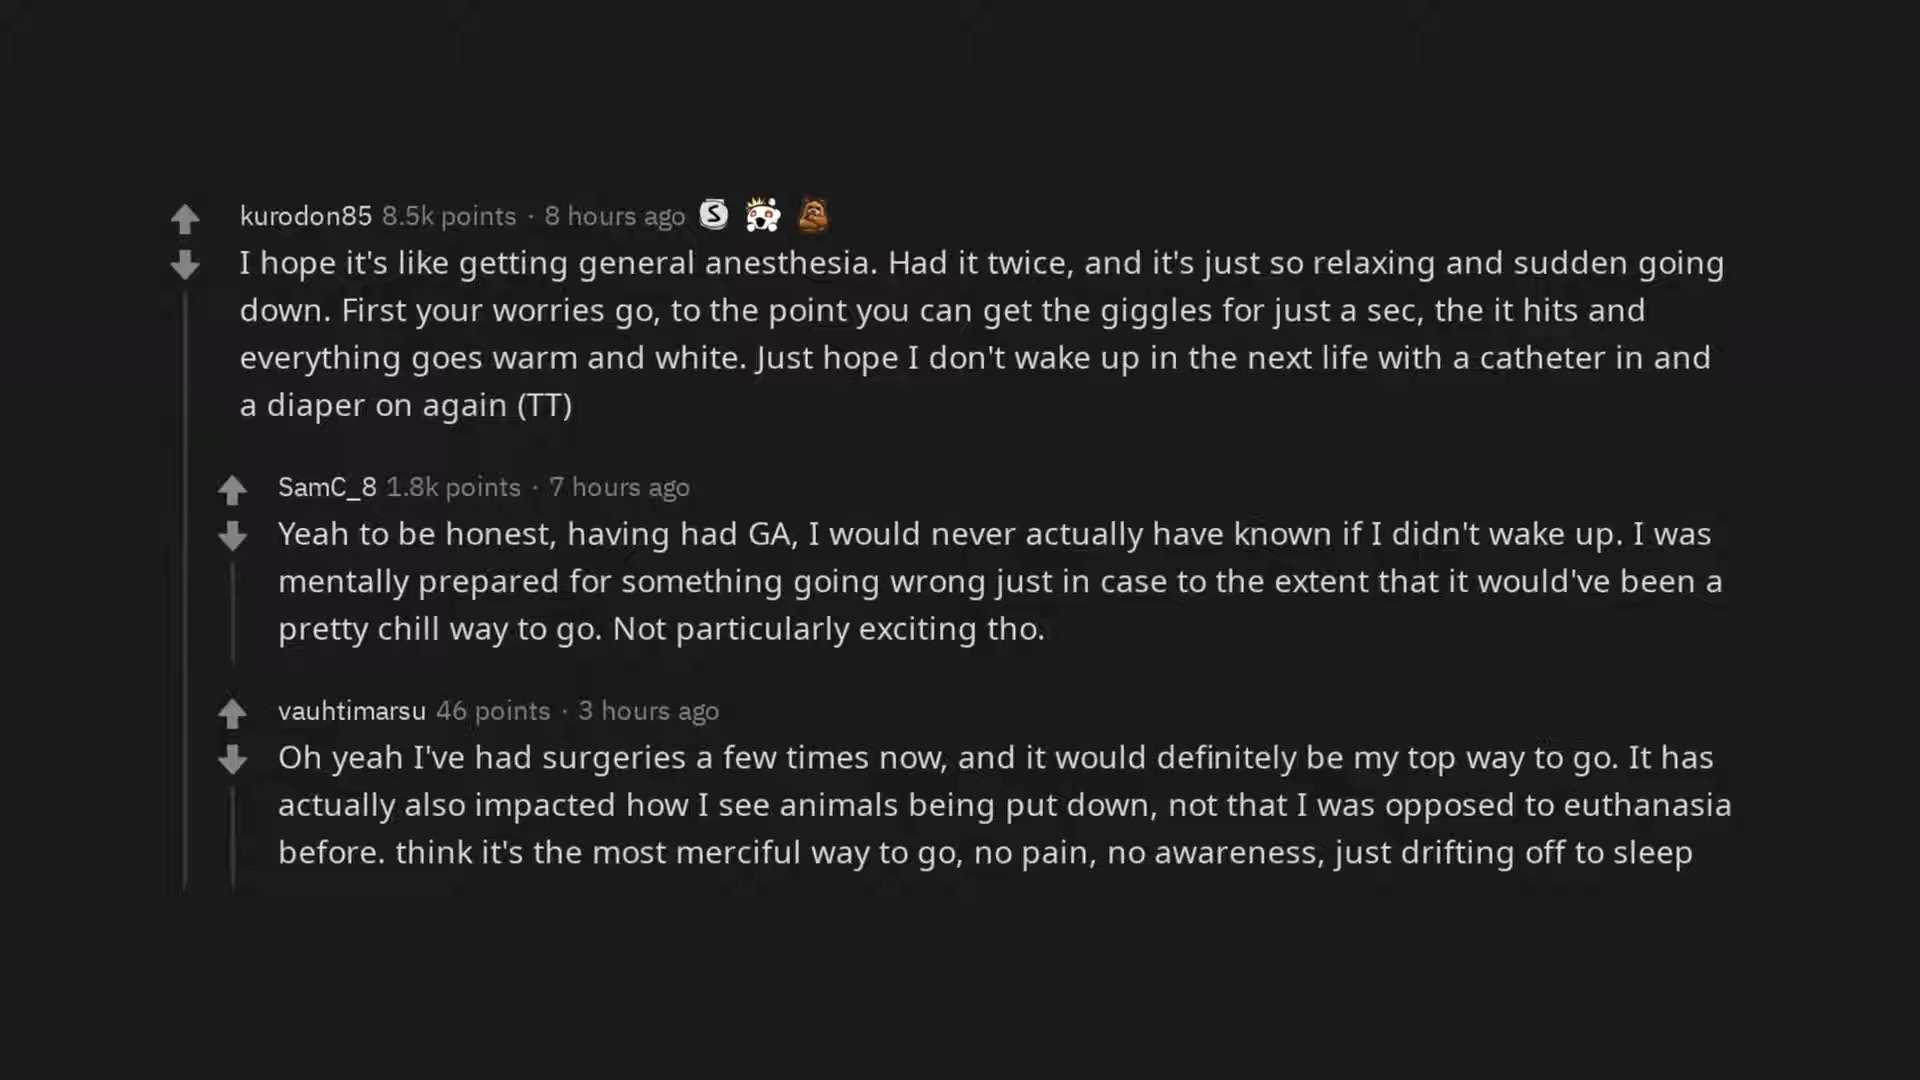 kurodon85 8.5k points · 8 hours ago
I hope it's like getting general anesthesia. Had it twice, and it's just so relaxing and sudden going
down. First your worries go, to the point you can get the giggles for just a sec, the it hits and
everything goes warm and white. Just hope I don't wake up in the next life with a catheter in and
a diaper on again (TT)
SamC_8 1.8k points · 7 hours ago
Yeah to be honest, having had GA, I would never actually have known if I didn't wake up. I was
mentally prepared for something going wrong just in case to the extent that it would've been a
pretty chill way to go. Not particularly exciting tho.
vauhtimarsu 46 points · 3 hours ago
Oh yeah I've had surgeries a few times now, and it would definitely be my top way to go. It has
actually also impacted how I see animals being put down, not that I was opposed to euthanasia
before. think it's the most merciful way to go, no pain, no awareness, just drifting off to sleep